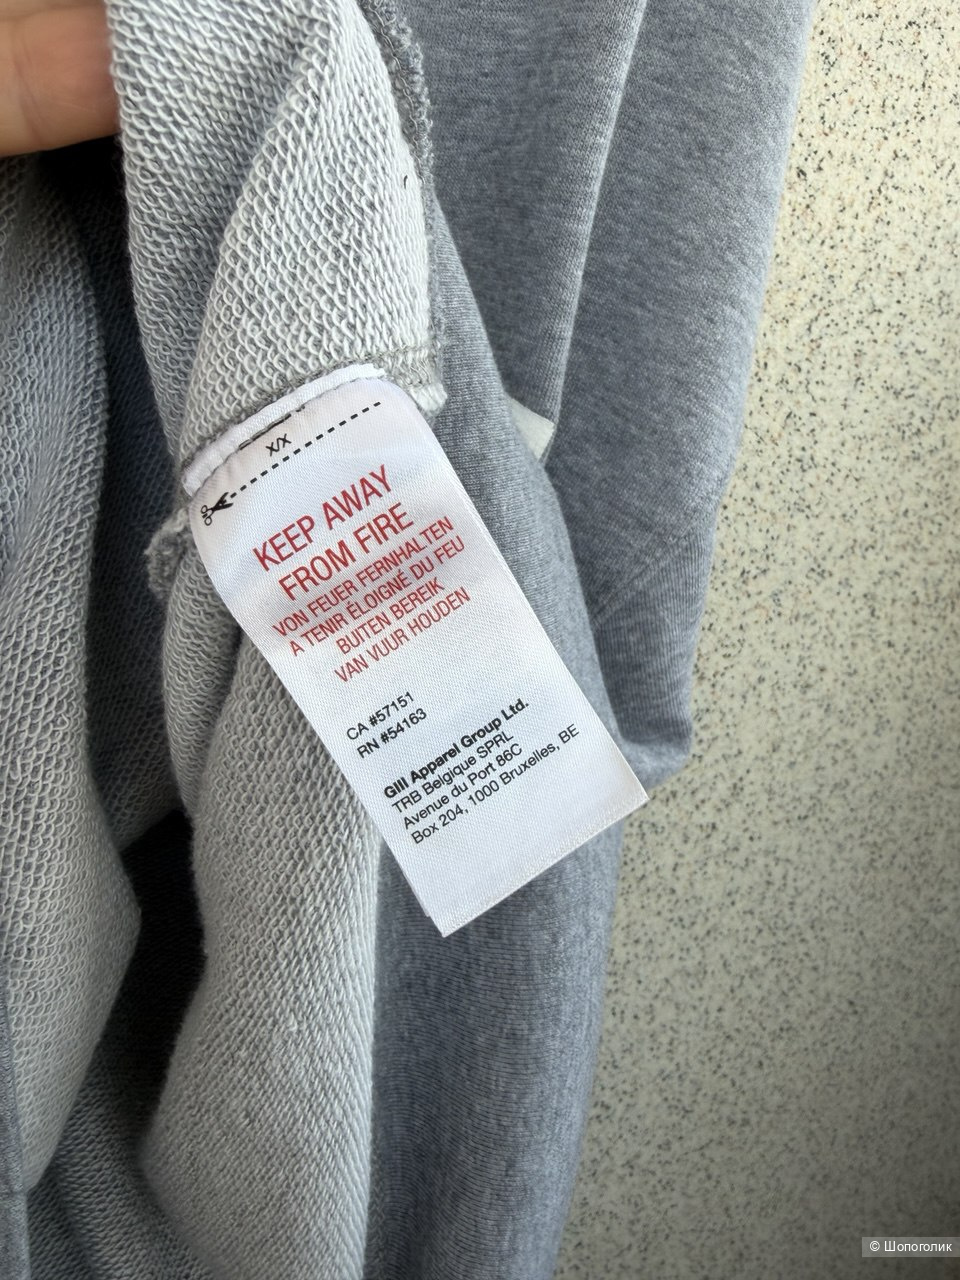 X/X
KEEP AWAY
FROM FIRE
VON FEUER FERNHALTEN
A TENIR ÉLOIGNÉ DU FEU
BUITEN BEREIK
VAN VUUR HOUDEN
CA #57151
RN #54163
GIII Apparel Group Ltd.
TRB Belgique SPRL
Avenue du Port 86C
Box 204, 1000 Bruxelles, BE
© Шопоголик